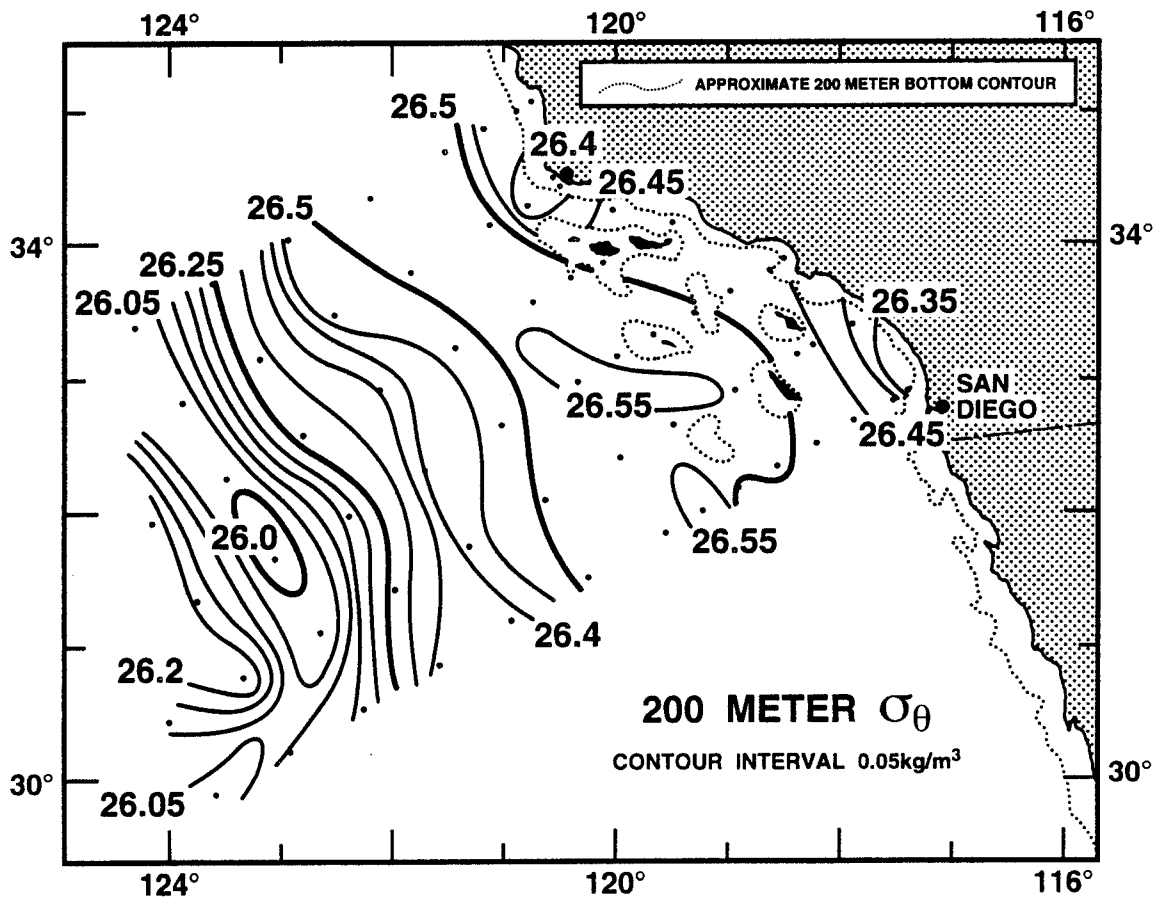 124° 120° 116°
APPROXIMATE 200 METER BOTTOM CONTOUR
26.5
26.4
26.45
26.5
34° 34°
26.25
26.05
26.35
SAN
DIEGO
26.55
26.45
26.0
26.55
26.4
26.2
200 METER σθ
CONTOUR INTERVAL 0.05kg/m³
30° 30°
26.05
124° 120° 116°